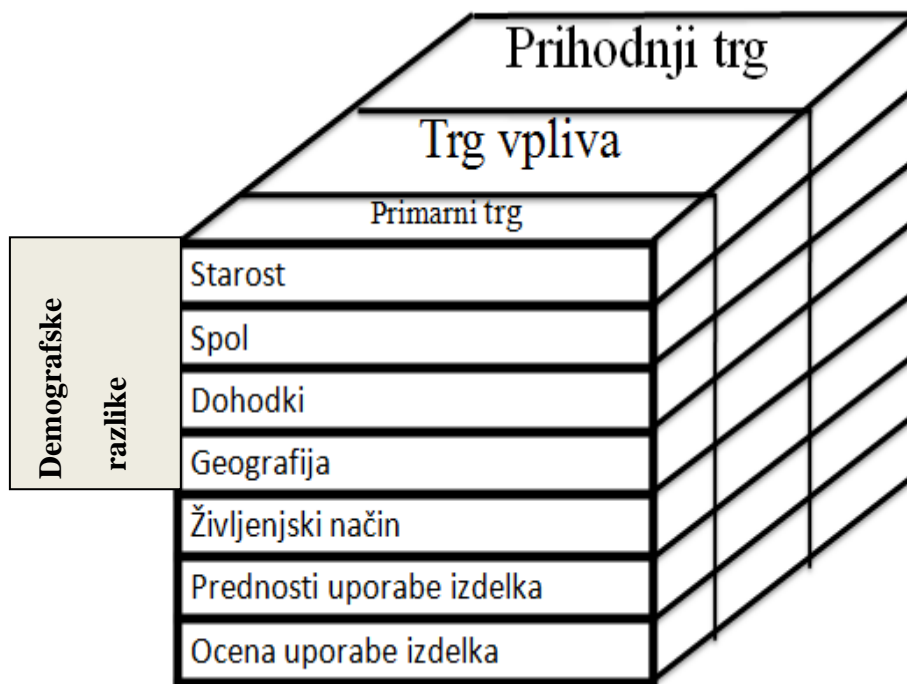 Prihodnji trg
Trg vpliva
Primarni trg
Demografske
razlike
Starost
Spol
Dohodki
Geografija
Življenjski način
Prednosti uporabe izdelka
Ocena uporabe izdelka